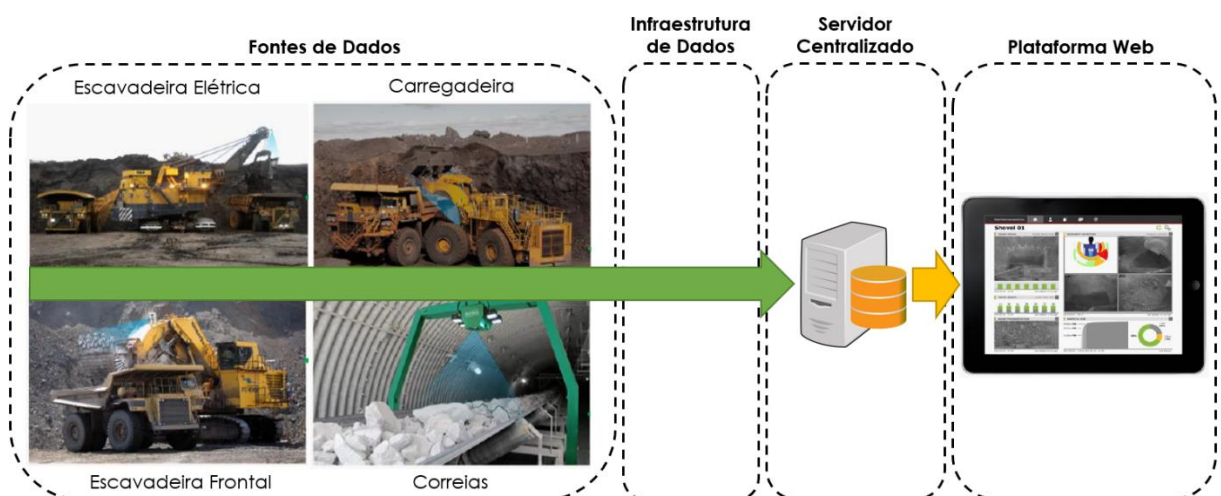 Fontes de Dados
Infraestrutura
de Dados
Servidor
Centralizado
Plataforma Web
Escavadeira Elétrica
Carregadeira
Escavadeira Frontal
Correias
Shovel 01